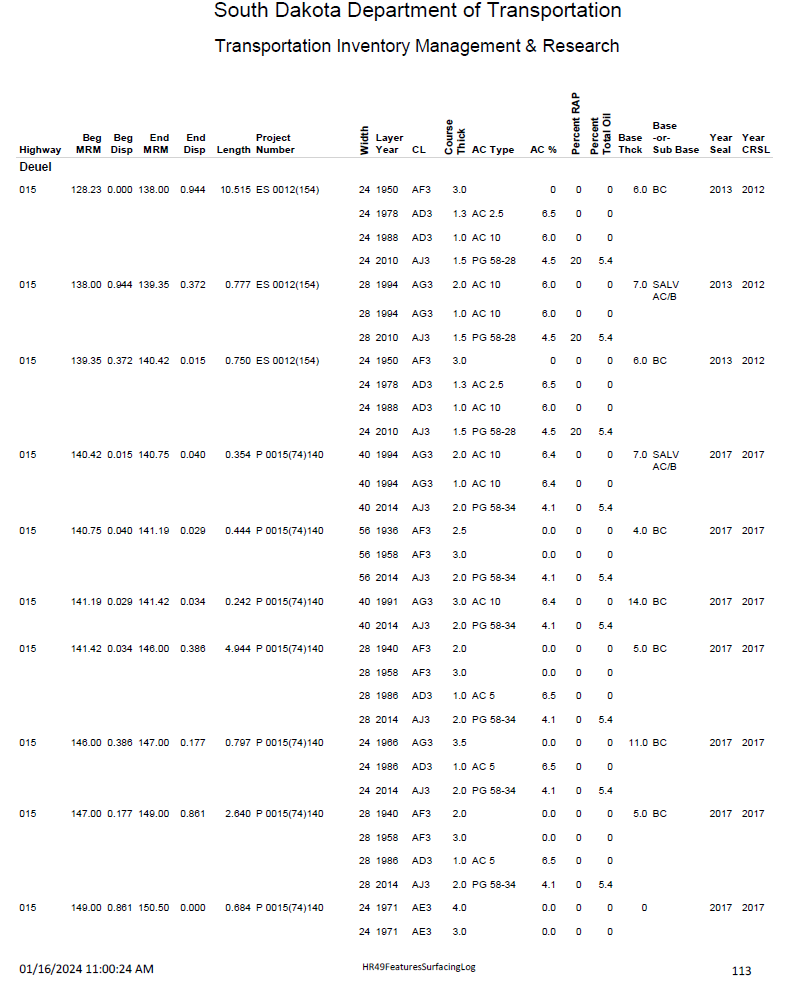 South Dakota Department of Transportation
Transportation Inventory Management & Research
Highway Beg MRM Beg Disp End MRM End Disp Length Project Number Width Layer Year CL Course Thick AC Type AC % Percent RAP Percent Total Oil Base Thck Base -or- Sub Base Year Seal Year CRSL
Deuel
015 128.23 0.000 138.00 0.944 10.515 ES 0012(154) 24 1950 AF3 3.0 0 0 0 6.0 BC 2013 2012
24 1978 AD3 1.3 AC 2.5 6.5 0 0
24 1988 AD3 1.0 AC 10 6.0 0 0
24 2010 AJ3 1.5 PG 58-28 4.5 20 5.4
015 138.00 0.944 139.35 0.372 0.777 ES 0012(154) 28 1994 AG3 2.0 AC 10 6.0 0 0 7.0 SALV 2013 2012
AC/B
28 1994 AG3 1.0 AC 10 6.0 0 0
28 2010 AJ3 1.5 PG 58-28 4.5 20 5.4
015 139.35 0.372 140.42 0.015 0.750 ES 0012(154) 24 1950 AF3 3.0 0 0 0 6.0 BC 2013 2012
24 1978 AD3 1.3 AC 2.5 6.5 0 0
24 1988 AD3 1.0 AC 10 6.0 0 0
24 2010 AJ3 1.5 PG 58-28 4.5 20 5.4
015 140.42 0.015 140.75 0.040 0.354 P 0015(74)140 40 1994 AG3 2.0 AC 10 6.4 0 0 7.0 SALV 2017 2017
AC/B
40 1994 AG3 1.0 AC 10 6.4 0 0
40 2014 AJ3 2.0 PG 58-34 4.1 0 5.4
015 140.75 0.040 141.19 0.029 0.444 P 0015(74)140 56 1936 AF3 2.5 0.0 0 0 4.0 BC 2017 2017
56 1958 AF3 3.0 0.0 0 0
56 2014 AJ3 2.0 PG 58-34 4.1 0 5.4
015 141.19 0.029 141.42 0.034 0.242 P 0015(74)140 40 1991 AG3 3.0 AC 10 6.4 0 0 14.0 BC 2017 2017
40 2014 AJ3 2.0 PG 58-34 4.1 0 5.4
015 141.42 0.034 146.00 0.386 4.944 P 0015(74)140 28 1940 AF3 2.0 0.0 0 0 5.0 BC 2017 2017
28 1958 AF3 3.0 0.0 0 0
28 1986 AD3 1.0 AC 5 6.5 0 0
28 2014 AJ3 2.0 PG 58-34 4.1 0 5.4
015 146.00 0.386 147.00 0.177 0.797 P 0015(74)140 24 1966 AG3 3.5 0.0 0 0 11.0 BC 2017 2017
24 1986 AD3 1.0 AC 5 6.5 0 0
24 2014 AJ3 2.0 PG 58-34 4.1 0 5.4
015 147.00 0.177 149.00 0.861 2.640 P 0015(74)140 28 1940 AF3 2.0 0.0 0 0 5.0 BC 2017 2017
28 1958 AF3 3.0 0.0 0 0
28 1986 AD3 1.0 AC 5 6.5 0 0
28 2014 AJ3 2.0 PG 58-34 4.1 0 5.4
015 149.00 0.861 150.50 0.000 0.684 P 0015(74)140 24 1971 AE3 4.0 0.0 0 0 0 2017 2017
24 1971 AE3 3.0 0.0 0 0
01/16/2024 11:00:24 AM HR49FeaturesSurfacingLog 113